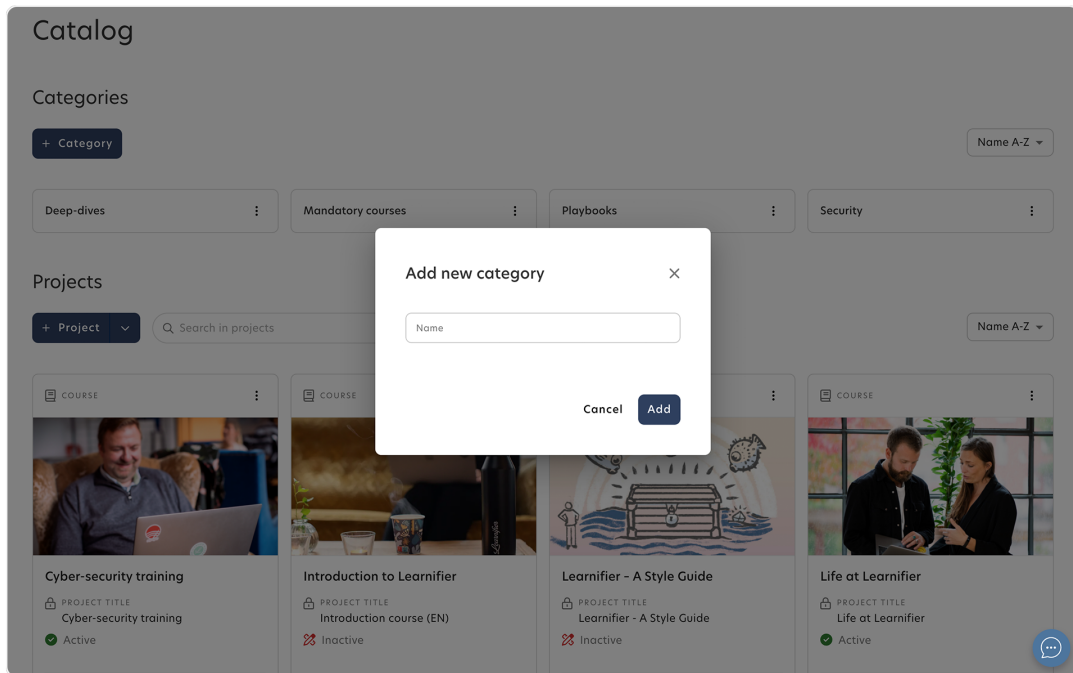 Catalog
Categories
+ Category
Name A-Z
Deep-dives
Mandatory courses
Playbooks
Security
Add new category
Name
Cancel
Add
Projects
+ Project
Search in projects
Name A-Z
COURSE
COURSE
COURSE
Learnifier
Cyber-security training
PROJECT TITLE
Cyber-security training
Active
Introduction to Learnifier
PROJECT TITLE
Introduction course (EN)
Inactive
Learnifier – A Style Guide
PROJECT TITLE
Learnifier - A Style Guide
Inactive
Life at Learnifier
PROJECT TITLE
Life at Learnifier
Active